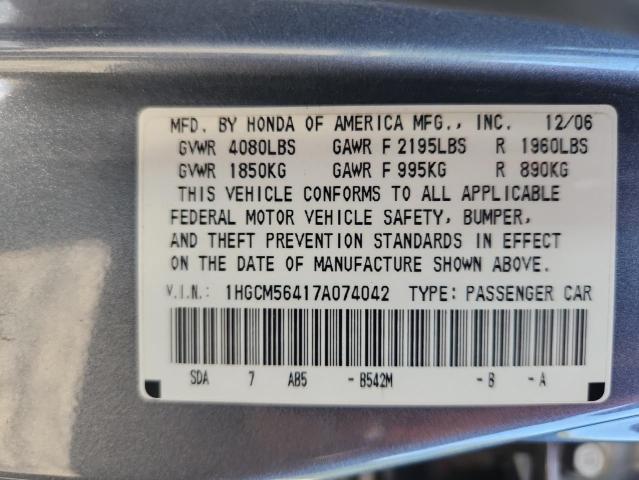 MFD. BY HONDA OF AMERICA MFG., INC. 12/06
GVWR 4080LBS GAWR F 2195LBS R 1960LBS
GVWR 1850KG GAWR F 995KG R 890KG
THIS VEHICLE CONFORMS TO ALL APPLICABLE
FEDERAL MOTOR VEHICLE SAFETY, BUMPER,
AND THEFT PREVENTION STANDARDS IN EFFECT
ON THE DATE OF MANUFACTURE SHOWN ABOVE.
V.I.N.: 1HGCM56417A074042 TYPE: PASSENGER CAR
SDA 7 AB5 -B542M -B -A